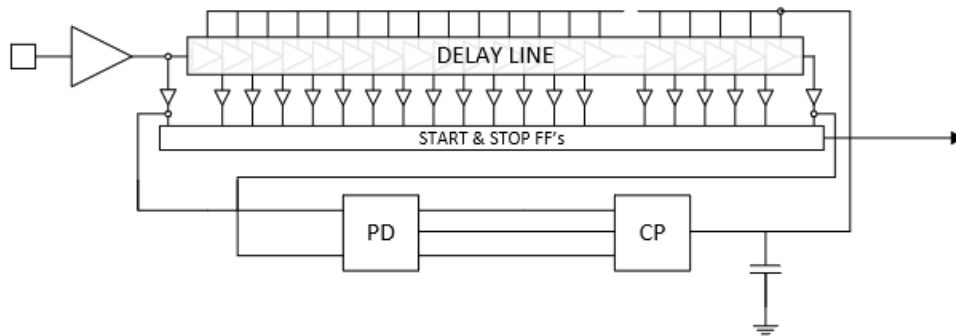 DELAY LINE
START & STOP FF's
PD
CP